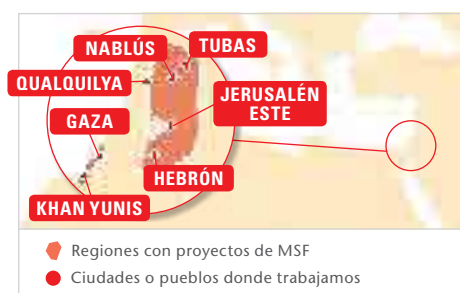 NABLÚS
TUBAS
QUALQUILYA
JERUSALÉN
ESTE
GAZA
HEBRÓN
KHAN YUNIS
Regiones con proyectos de MSF
Ciudades o pueblos donde trabajamos